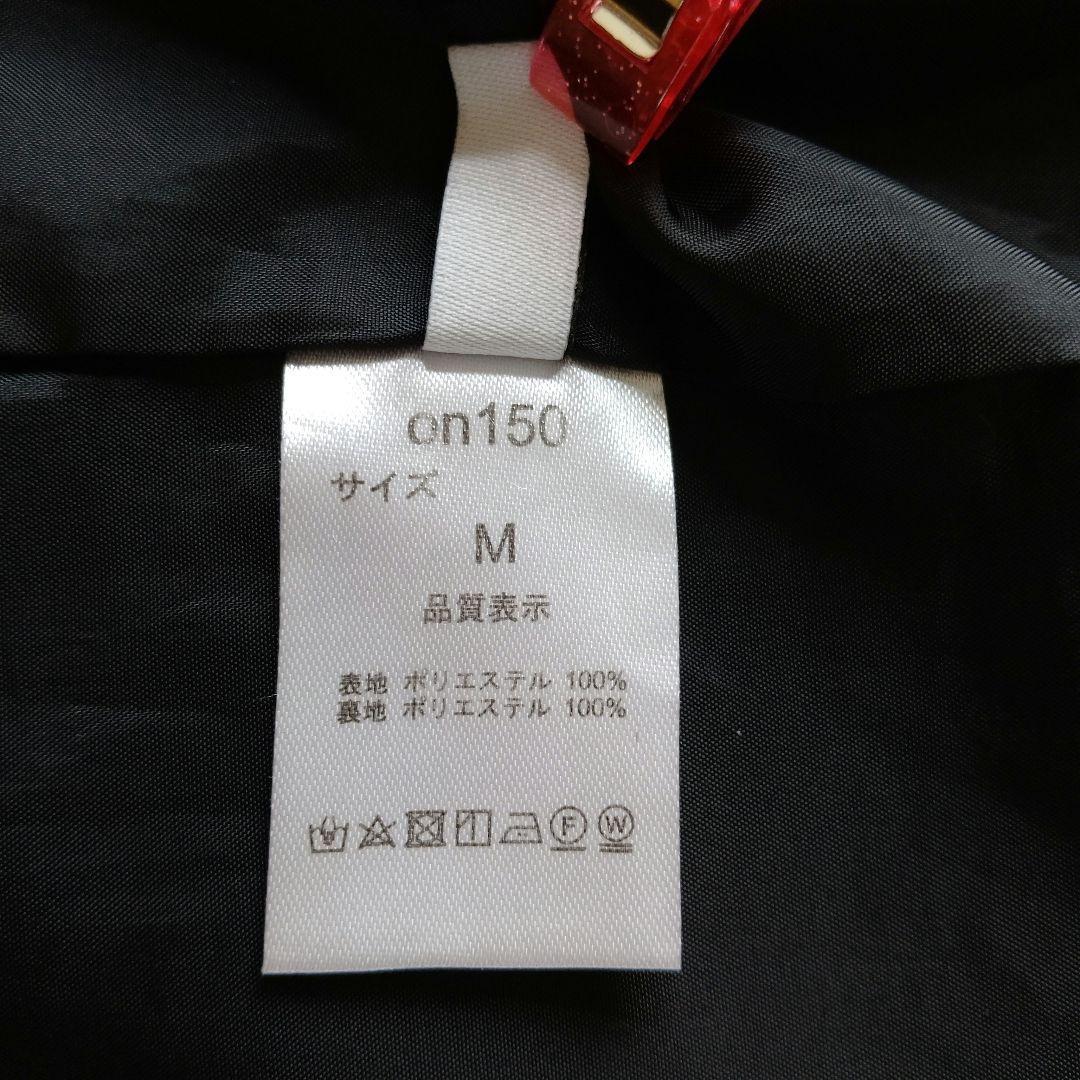 on150
サイズ
M
品質表示
表地 ポリエステル 100%
裏地 ポリエステル 100%
F W